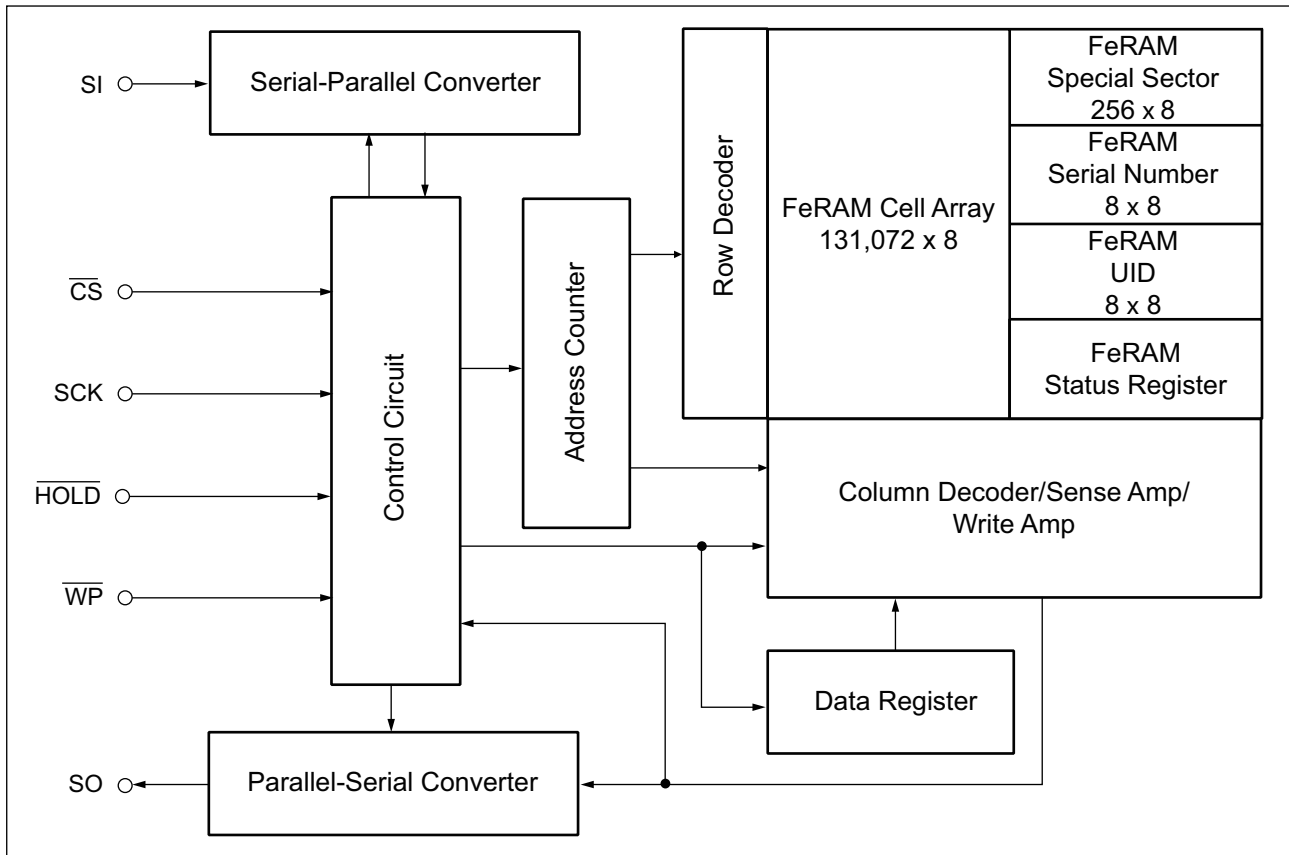 SI
Serial-Parallel Converter
CS
SCK
HOLD
WP
SO
Control Circuit
Address Counter
Row Decoder
FeRAM Cell Array
131,072 x 8
FeRAM
Special Sector
256 x 8
FeRAM
Serial Number
8 x 8
FeRAM
UID
8 x 8
FeRAM
Status Register
Column Decoder/Sense Amp/
Write Amp
Data Register
Parallel-Serial Converter